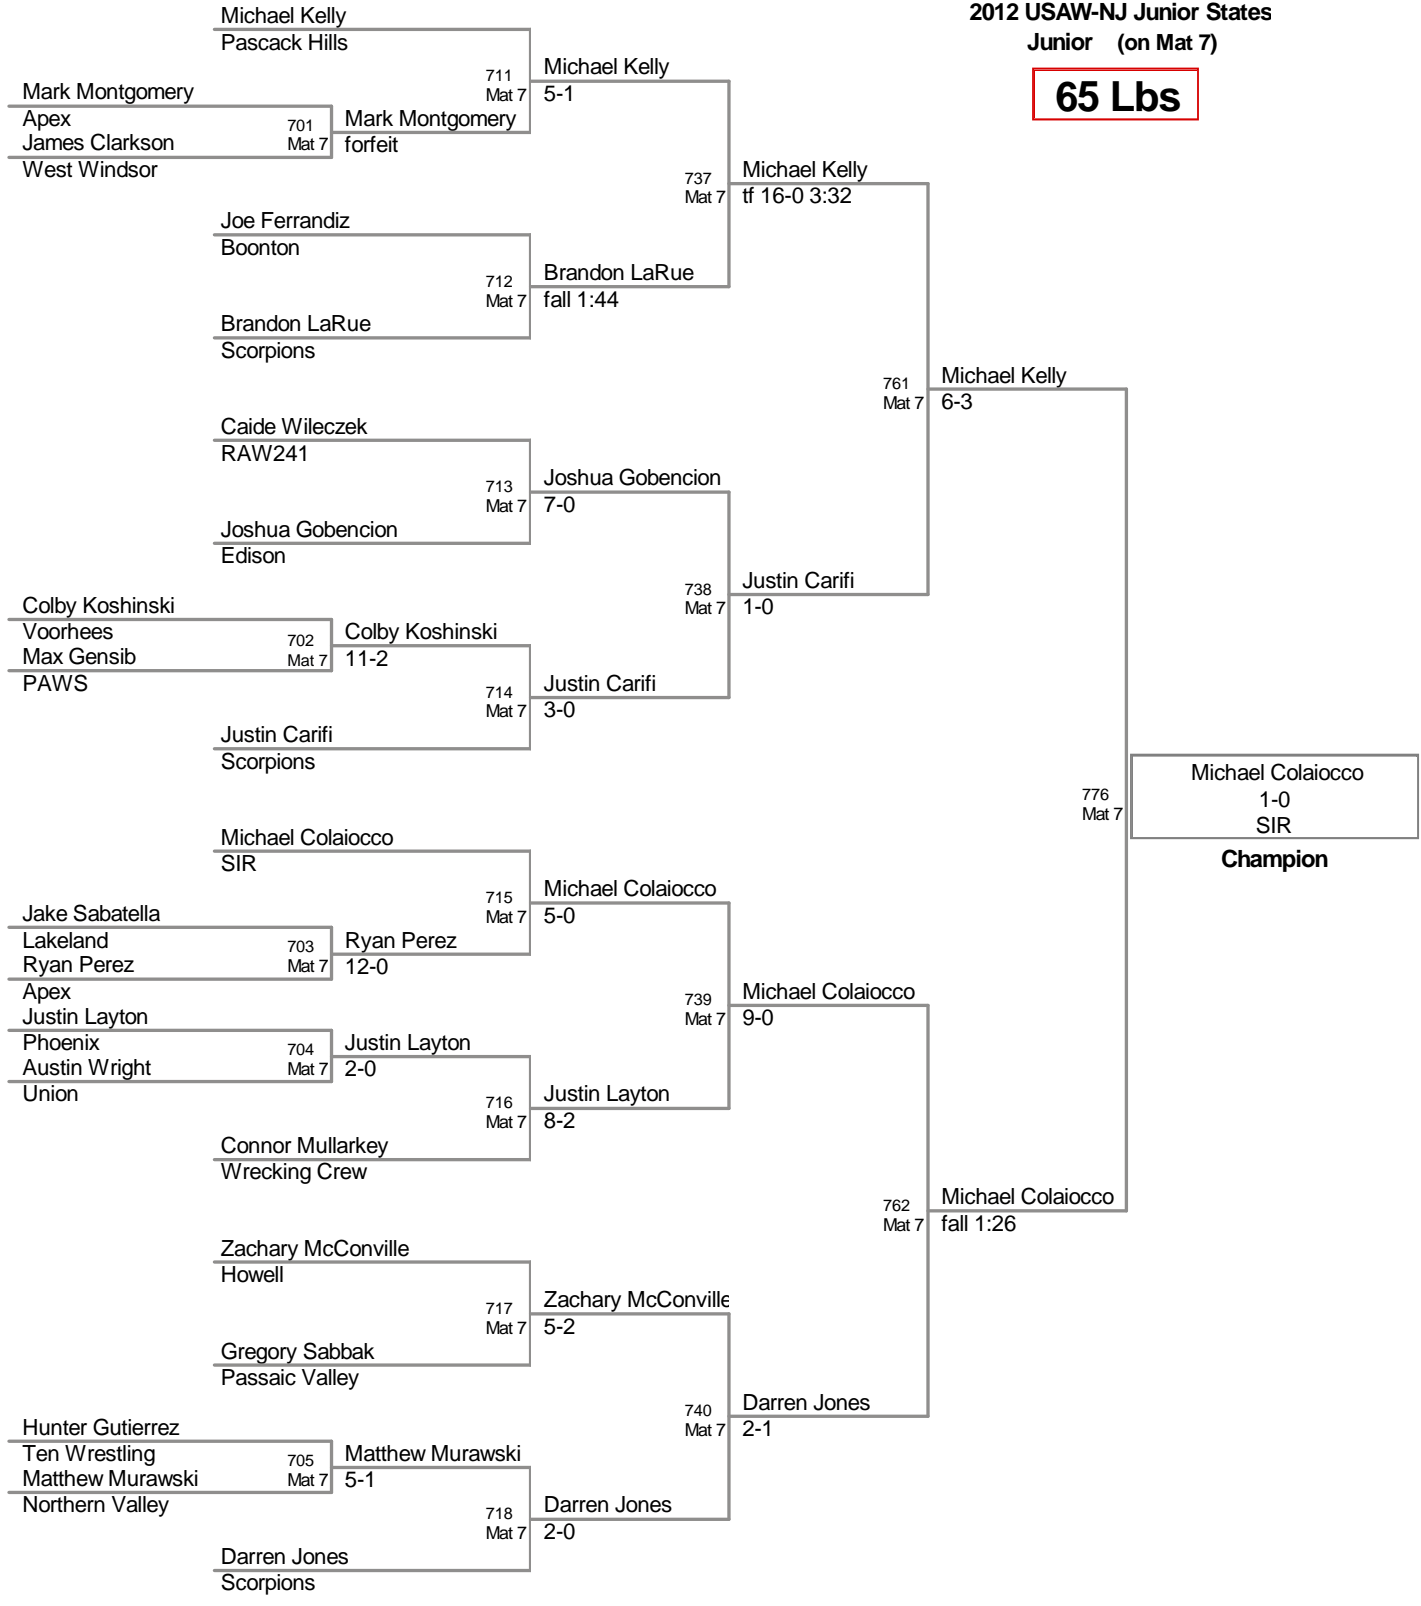 2012 USAW-NJ Junior States
Junior (on Mat 7)
65 Lbs
Michael Kelly
Pascack Hills
Mark Montgomery
Apex
James Clarkson
West Windsor
701
Mat 7
Mark Montgomery
forfeit
711
Mat 7
Michael Kelly
5-1
Joe Ferrandiz
Boonton
Brandon LaRue
Scorpions
712
Mat 7
Brandon LaRue
fall 1:44
737
Mat 7
Michael Kelly
tf 16-0 3:32
Caide Wileczek
RAW241
Joshua Gobencion
Edison
713
Mat 7
Joshua Gobencion
7-0
Colby Koshinski
Voorhees
Max Gensib
PAWS
702
Mat 7
Colby Koshinski
11-2
Justin Carifi
Scorpions
714
Mat 7
Justin Carifi
3-0
738
Mat 7
Justin Carifi
1-0
761
Mat 7
Michael Kelly
6-3
Michael Colaiocco
SIR
Jake Sabatella
Lakeland
Ryan Perez
Apex
703
Mat 7
Ryan Perez
12-0
715
Mat 7
Michael Colaiocco
5-0
Justin Layton
Phoenix
Austin Wright
Union
704
Mat 7
Justin Layton
2-0
Connor Mullarkey
Wrecking Crew
716
Mat 7
Justin Layton
8-2
739
Mat 7
Michael Colaiocco
9-0
Zachary McConville
Howell
Gregory Sabbak
Passaic Valley
717
Mat 7
Zachary McConville
5-2
Hunter Gutierrez
Ten Wrestling
Matthew Murawski
Northern Valley
705
Mat 7
Matthew Murawski
5-1
Darren Jones
Scorpions
718
Mat 7
Darren Jones
2-0
740
Mat 7
Darren Jones
2-1
762
Mat 7
Michael Colaiocco
fall 1:26
776
Mat 7
Michael Colaiocco
1-0
SIR
Champion